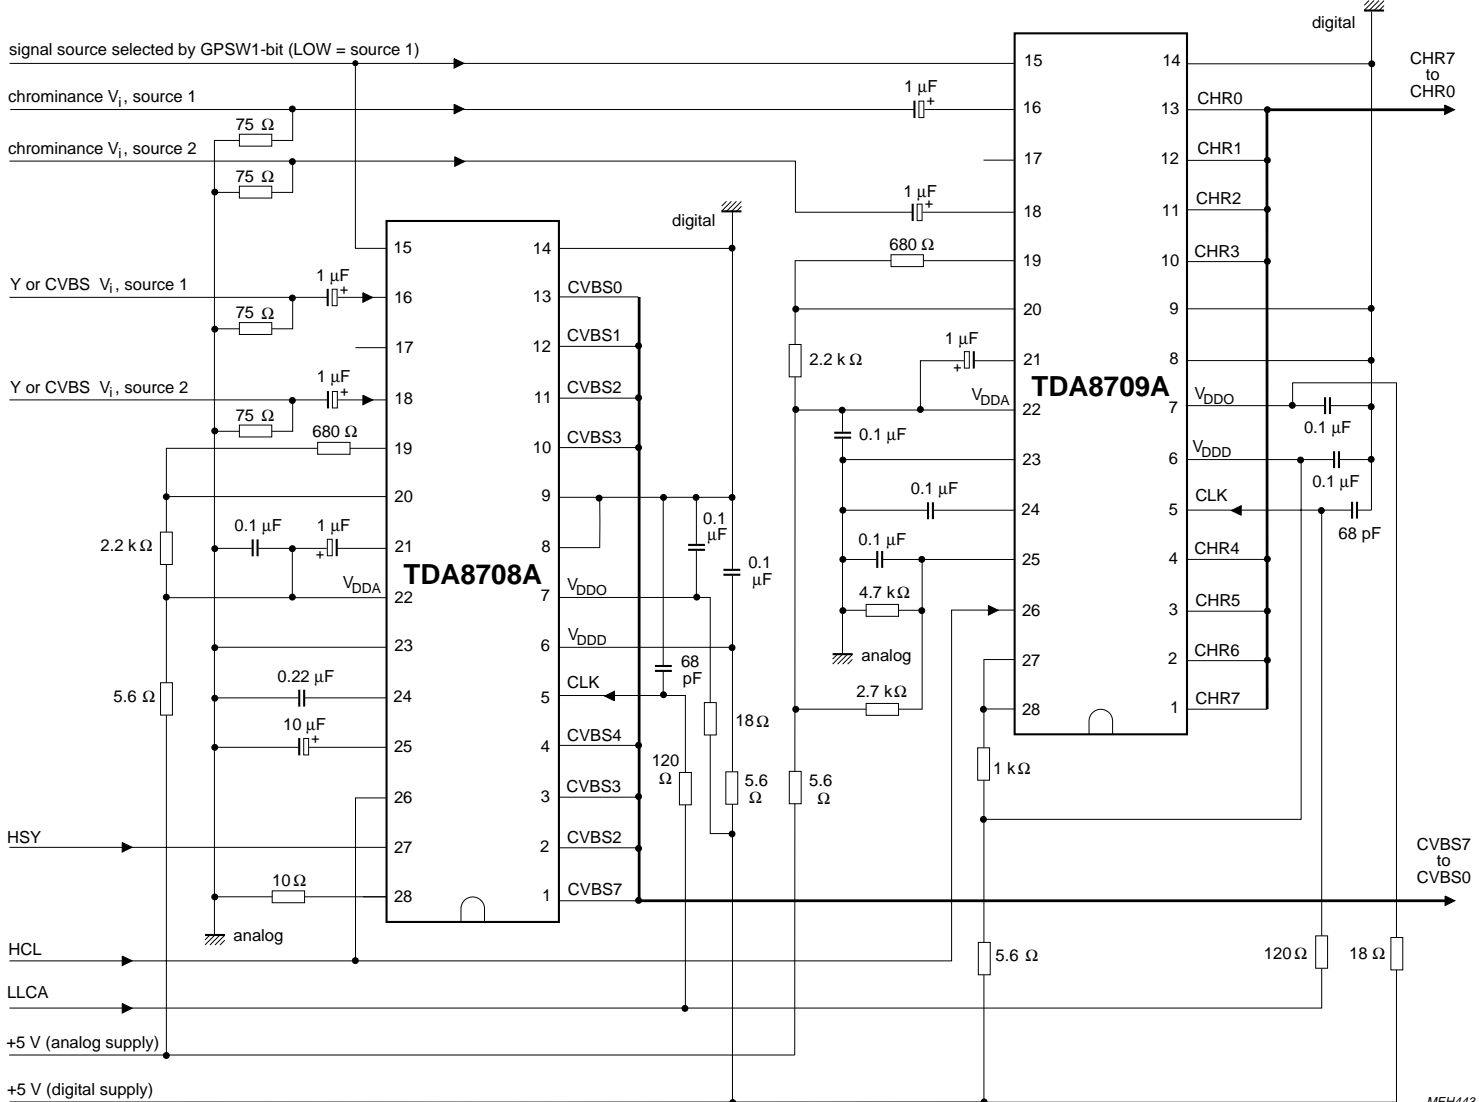 digital
signal source selected by GPSW1-bit (LOW = source 1)
CHR7
to
CHR0
15
14
chrominance Vi, source 1
1 μF
+
16
13
CHR0
75 Ω
chrominance Vi, source 2
17
12
CHR1
75 Ω
1 μF
+
18
11
CHR2
digital
680 Ω
19
10
CHR3
15
14
Y or CVBS Vi, source 1
1 μF
+
16
13
CVBS0
75 Ω
20
9
17
12
CVBS1
2.2 kΩ
1 μF
+
21
8
TDA8709A
Y or CVBS Vi, source 2
1 μF
+
18
11
CVBS2
75 Ω
VDDA
22
7
VDDO
0.1 μF
680 Ω
19
10
CVBS3
0.1 μF
23
6
VDDD
0.1 μF
20
9
0.1 μF
24
5
CLK
68 pF
2.2 kΩ
0.1 μF
1 μF
+
21
8
0.1
μF
0.1
μF
TDA8708A
0.1 μF
25
4
CHR4
VDDA
22
7
VDDO
4.7 kΩ
26
3
CHR5
23
6
VDDD
analog
27
2
CHR6
5.6 Ω
0.22 μF
24
5
CLK
68
pF
2.7 kΩ
28
1
CHR7
10 μF
+
25
4
CVBS4
18Ω
120
Ω
5.6
Ω
5.6
Ω
1 kΩ
26
3
CVBS3
HSY
27
2
CVBS2
CVBS7
to
CVBS0
10Ω
28
1
CVBS7
analog
HCL
5.6 Ω
120Ω
18 Ω
LLCA
+5 V (analog supply)
+5 V (digital supply)
MEH443